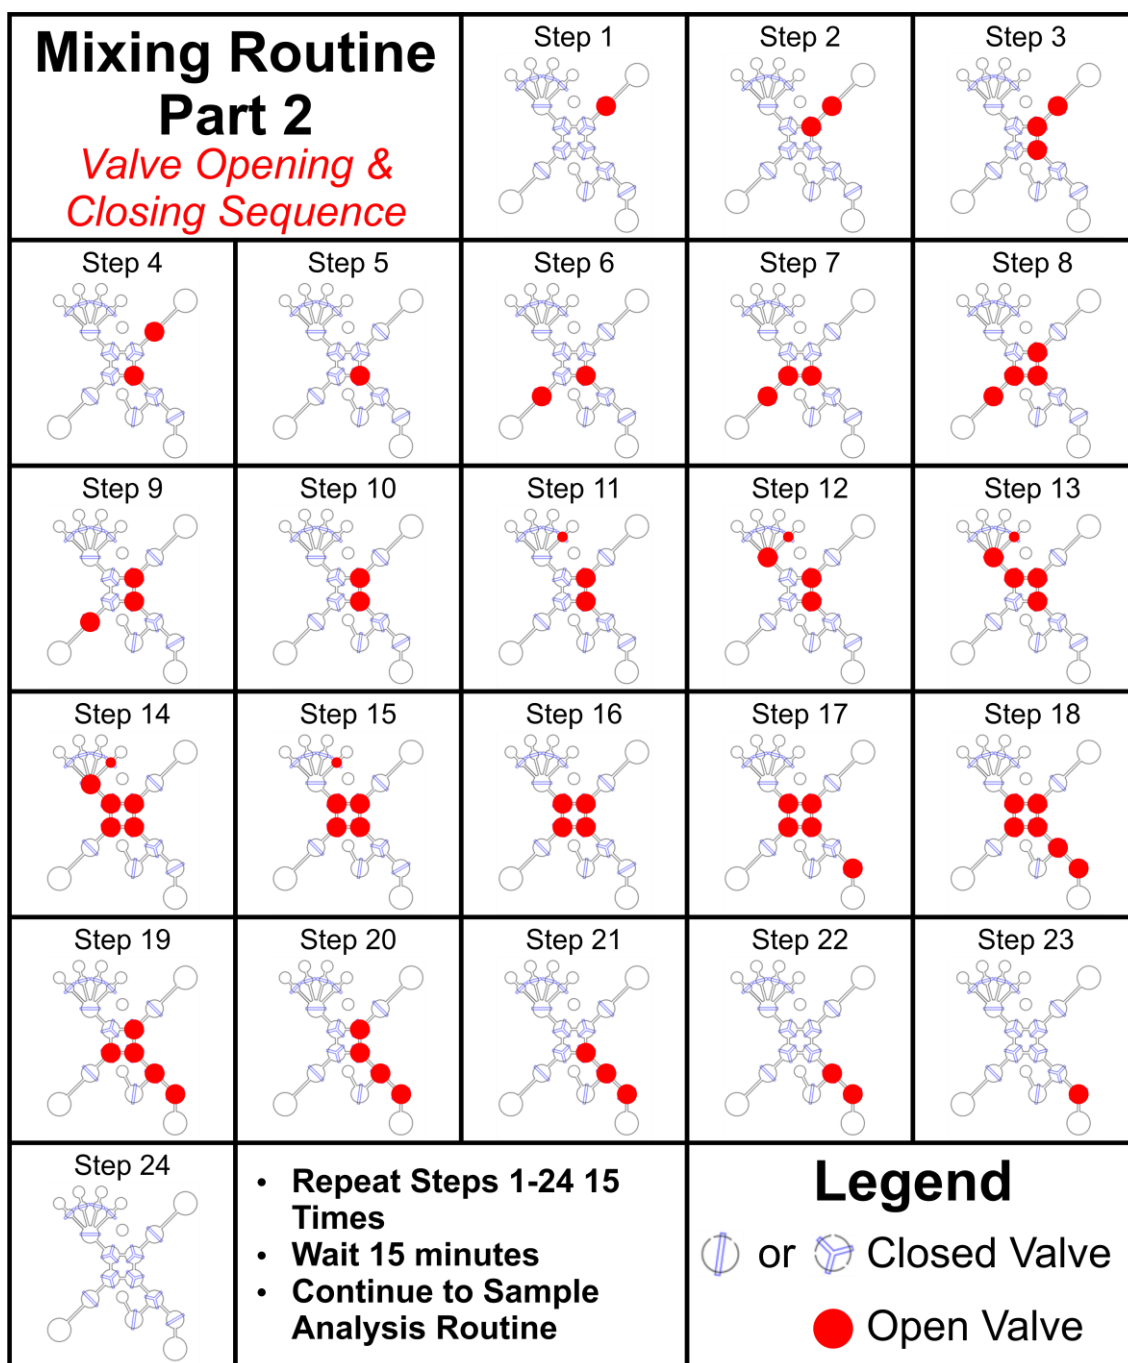 Mixing Routine
Part 2
Valve Opening &
Closing Sequence
Step 1
Step 2
Step 3
Step 4
Step 5
Step 6
Step 7
Step 8
Step 9
Step 10
Step 11
Step 12
Step 13
Step 14
Step 15
Step 16
Step 17
Step 18
Step 19
Step 20
Step 21
Step 22
Step 23
Step 24
• Repeat Steps 1-24 15
Times
• Wait 15 minutes
• Continue to Sample
Analysis Routine
Legend
or Closed Valve
Open Valve